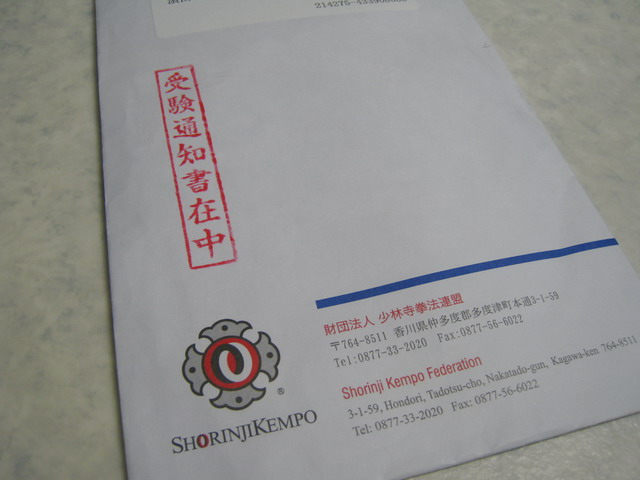 受験通知書在中
財団法人 少林寺拳法連盟
〒764-8511 香川県仲多度郡多度津町本通3-1-59
Tel:0877-33-2020 Fax:0877-56-6022
Shorinji Kempo Federation
3-1-59, Hondori, Tadotsu-cho, Nakatado-gun, Kagawa-ken 764-8511
Tel: 0877-33-2020 Fax: 0877-56-6022
®
SHORINJIKEMPO